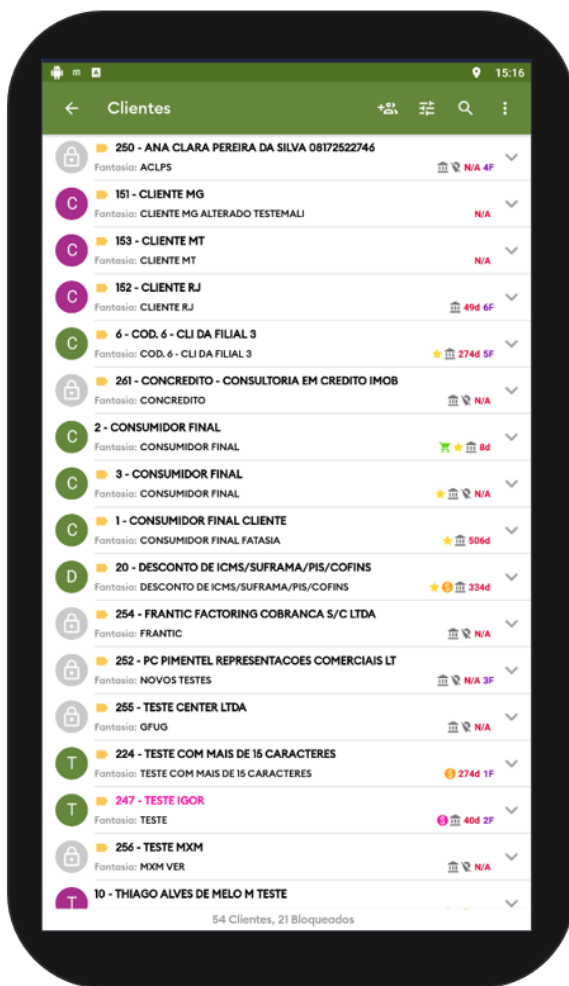 m A 15:16
Clientes
250 - ANA CLARA PEREIRA DA SILVA 08172522746
Fantasia: ACLPS N/A 4F
C 151 - CLIENTE MG
Fantasia: CLIENTE MG ALTERADO TESTEMALI N/A
C 153 - CLIENTE MT
Fantasia: CLIENTE MT N/A
C 152 - CLIENTE RJ
Fantasia: CLIENTE RJ 49d 6F
C 6 - COD. 6 - CLI DA FILIAL 3
Fantasia: COD. 6 - CLI DA FILIAL 3 274d 5F
261 - CONCREDITO - CONSULTORIA EM CREDITO IMOB
Fantasia: CONCREDITO N/A
C 2 - CONSUMIDOR FINAL
Fantasia: CONSUMIDOR FINAL 8d
C 3 - CONSUMIDOR FINAL
Fantasia: CONSUMIDOR FINAL N/A
C 1 - CONSUMIDOR FINAL CLIENTE
Fantasia: CONSUMIDOR FINAL FATASIA 506d
D 20 - DESCONTO DE ICMS/SUFRAMA/PIS/COFINS
Fantasia: DESCONTO DE ICMS/SUFRAMA/PIS/COFINS $ 334d
254 - FRANTIC FACTORING COBRANCA S/C LTDA
Fantasia: FRANTIC N/A
252 - PC PIMENTEL REPRESENTACOES COMERCIAIS LT
Fantasia: NOVOS TESTES N/A 3F
255 - TESTE CENTER LTDA
Fantasia: GFUG N/A
T 224 - TESTE COM MAIS DE 15 CARACTERES
Fantasia: TESTE COM MAIS DE 15 CARACTERES $ 274d 1F
T 247 - TESTE IGOR
Fantasia: TESTE $ 40d 2F
256 - TESTE MXM
Fantasia: MXM VER N/A
T 10 - THIAGO ALVES DE MELO M TESTE
54 Clientes, 21 Bloqueados